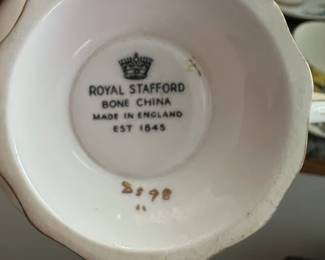 ROYAL STAFFORD
BONE CHINA
MADE IN ENGLAND
EST 1845